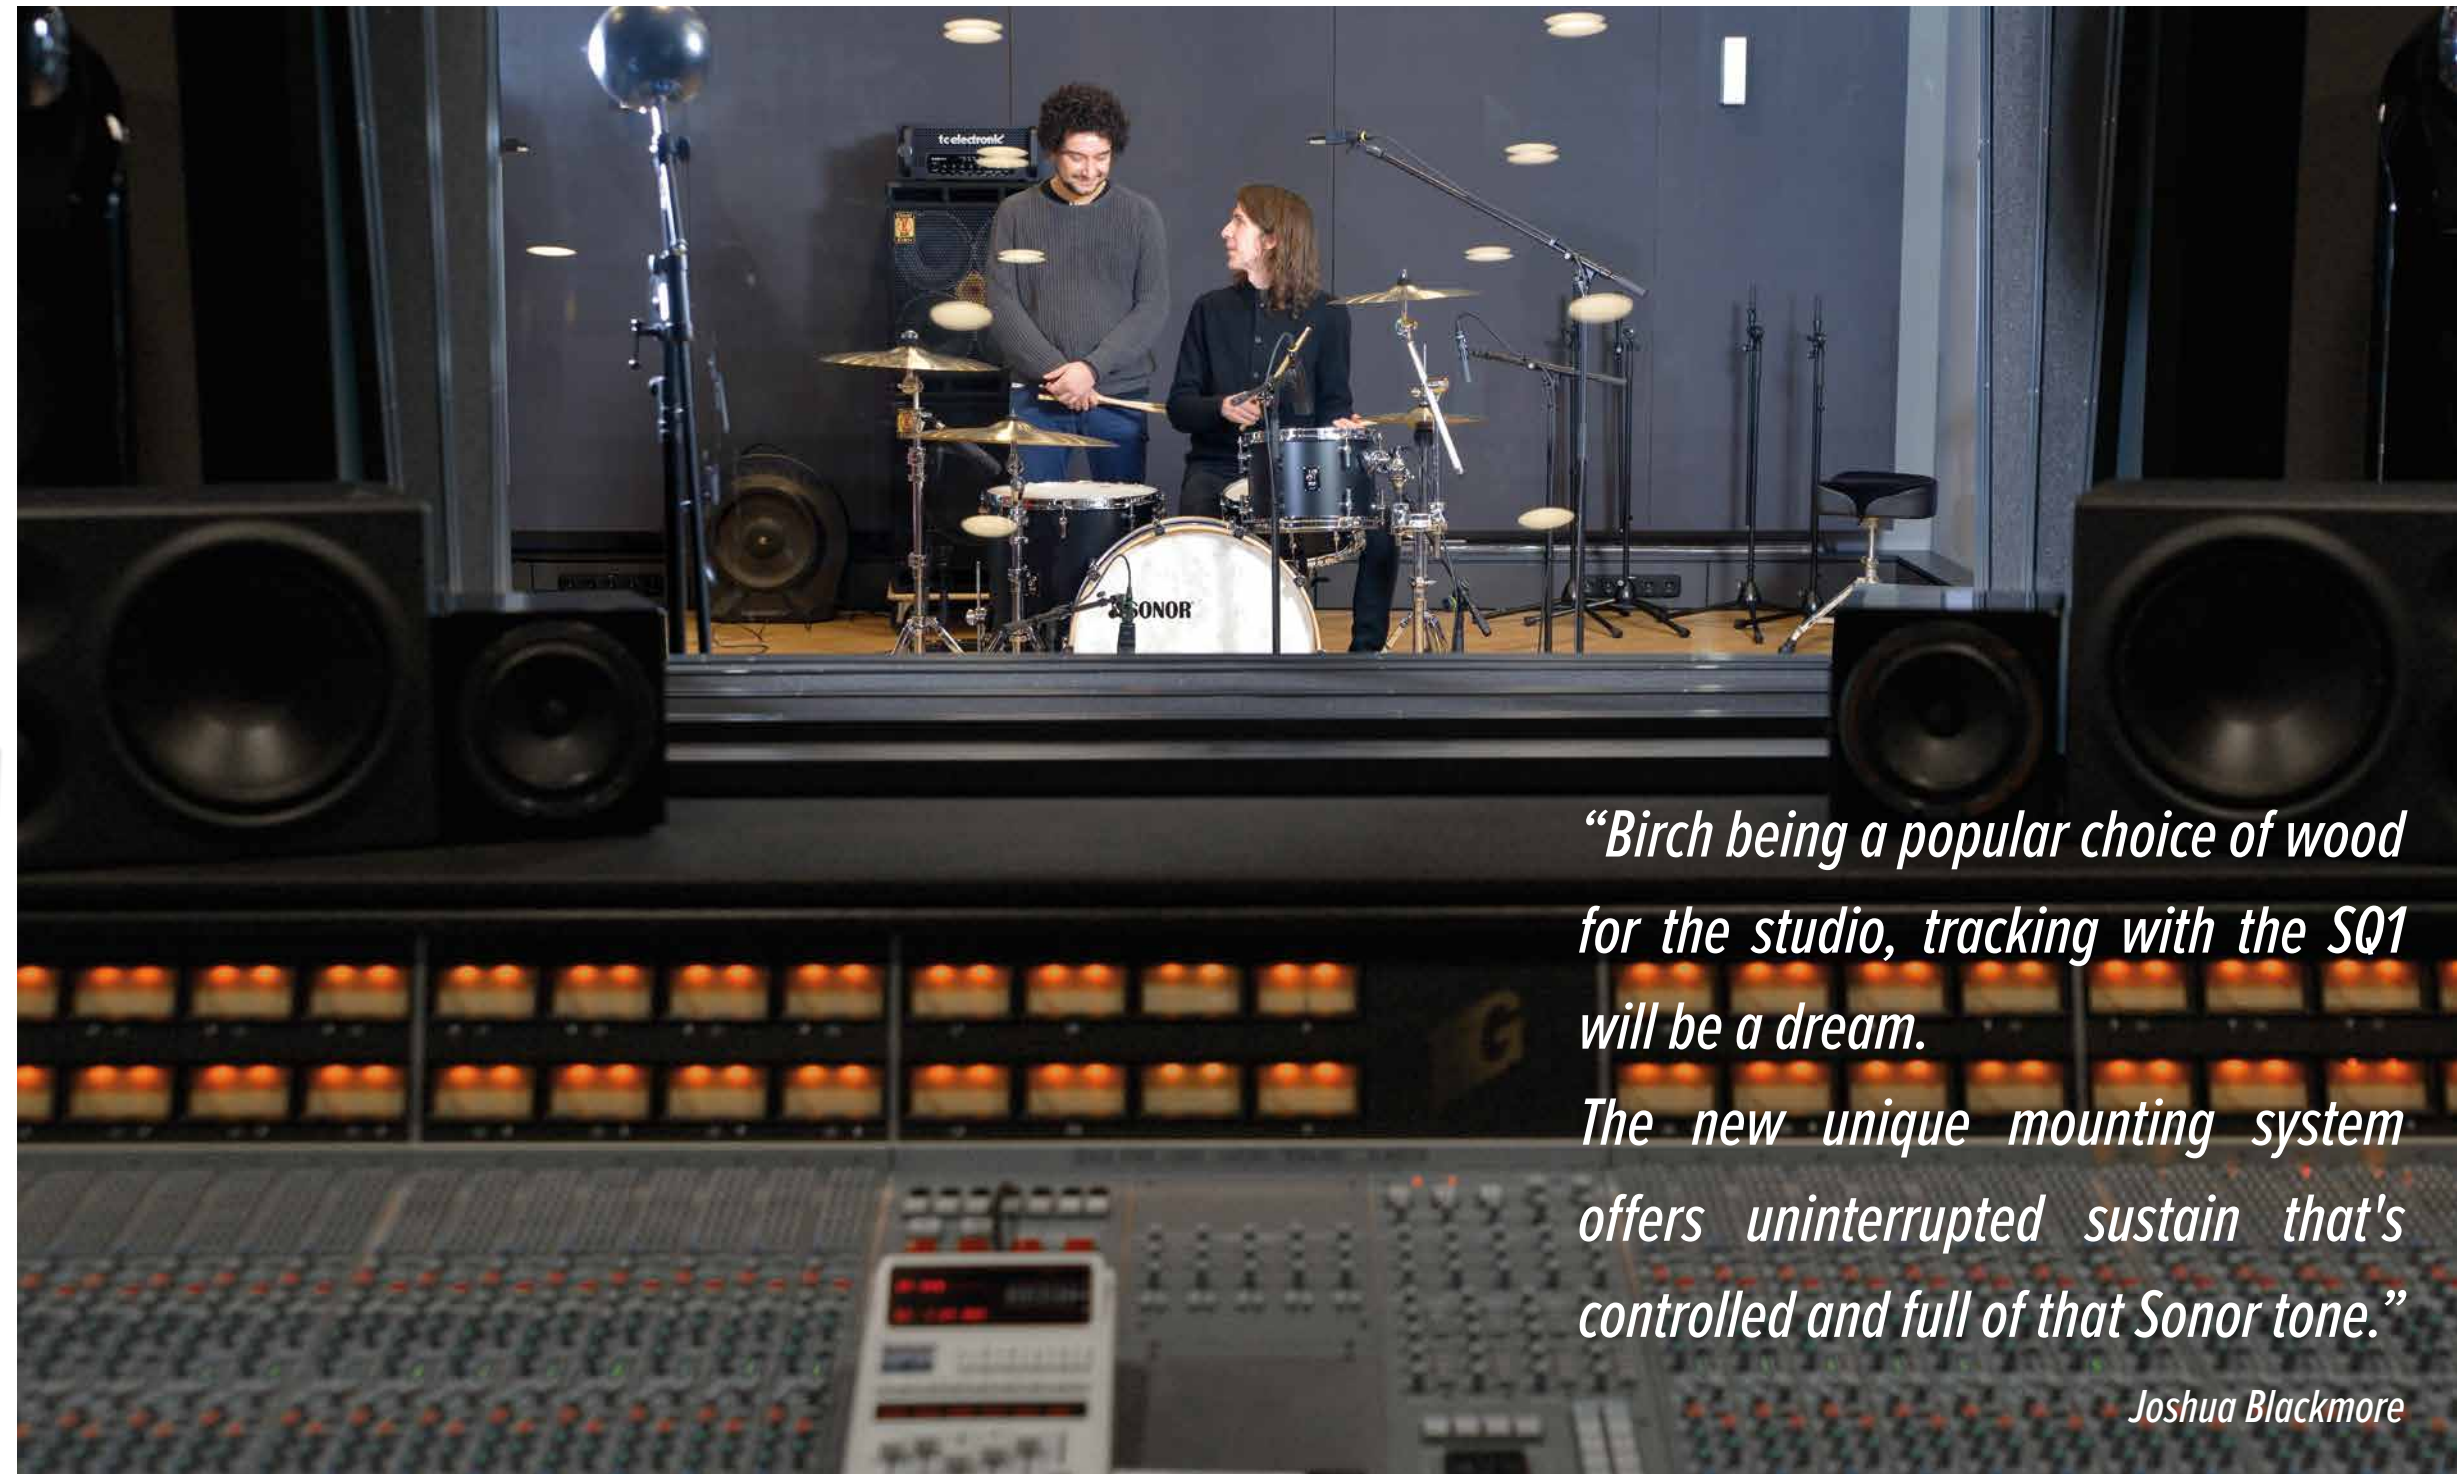 tc electronic
SONOR
“Birch being a popular choice of wood
for the studio, tracking with the SQ1
will be a dream.
The new unique mounting system
offers uninterrupted sustain that's
controlled and full of that Sonor tone.”
Joshua Blackmore
G